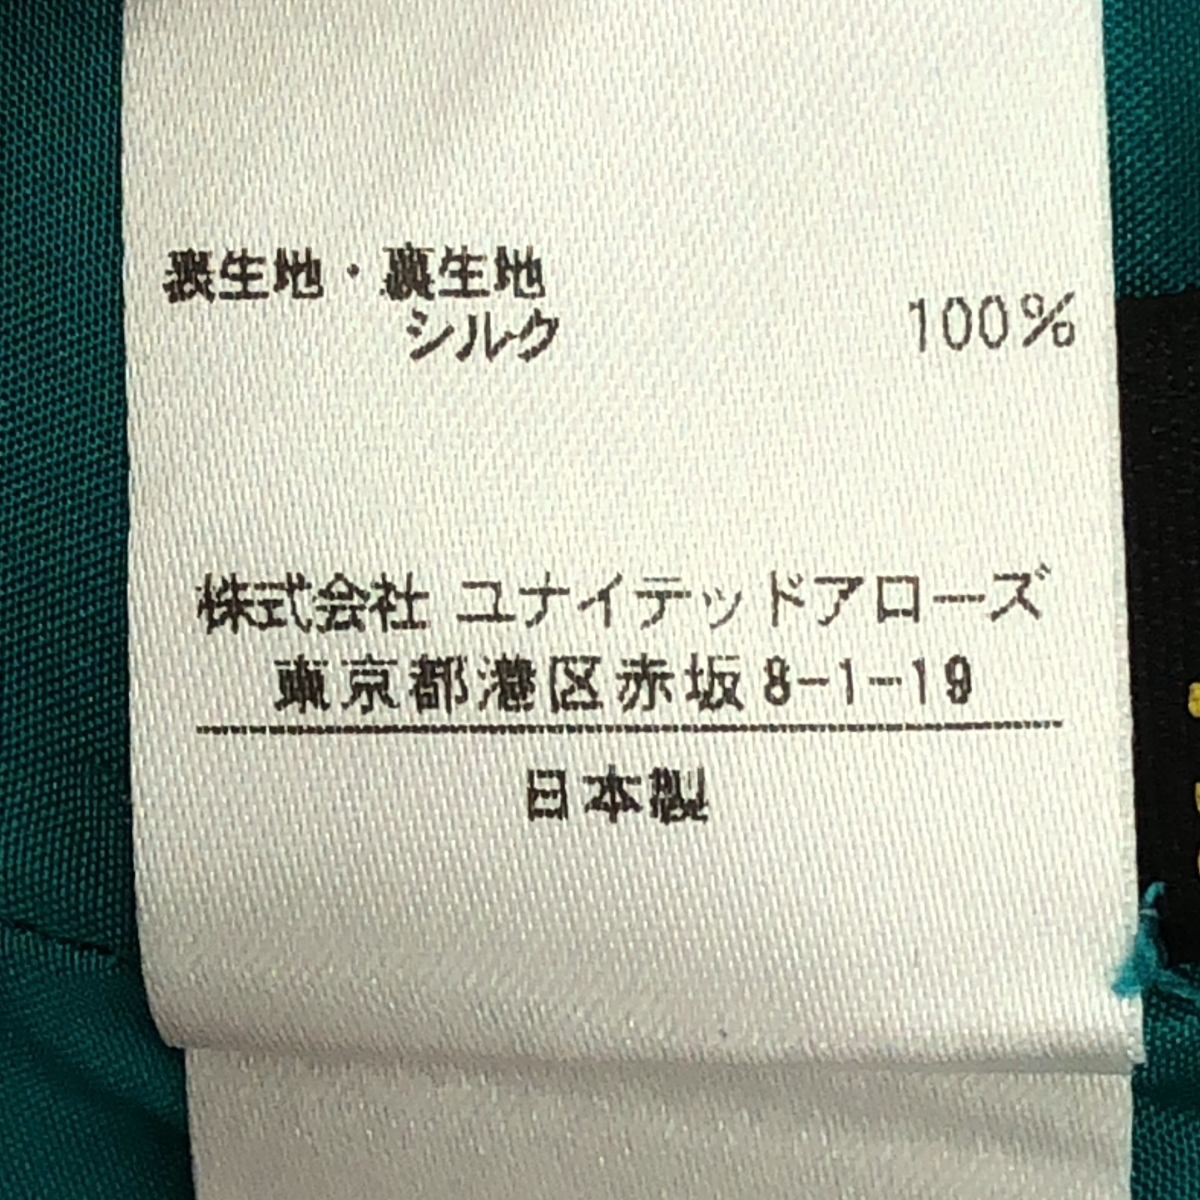 表生地・裏生地
シルク 100%
株式会社 ユナイテッドアローズ
東京都港区赤坂8-1-19
日本製